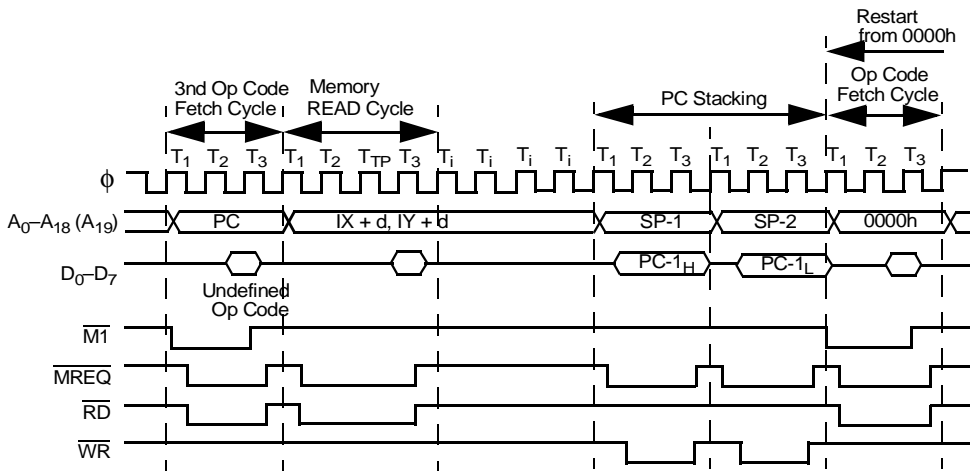 Restart
from 0000h
3nd Op Code
Fetch Cycle
Memory
READ Cycle
PC Stacking
Op Code
Fetch Cycle
T1 T2 T3 T1 T2 TTP T3 Ti Ti Ti Ti T1 T2 T3 T1 T2 T3 T1 T2 T3
ϕ
A0–A18 (A19) PC IX + d, IY + d SP-1 SP-2 0000h
D0–D7 PC-1H PC-1L
Undefined
Op Code
M1
MREQ
RD
WR